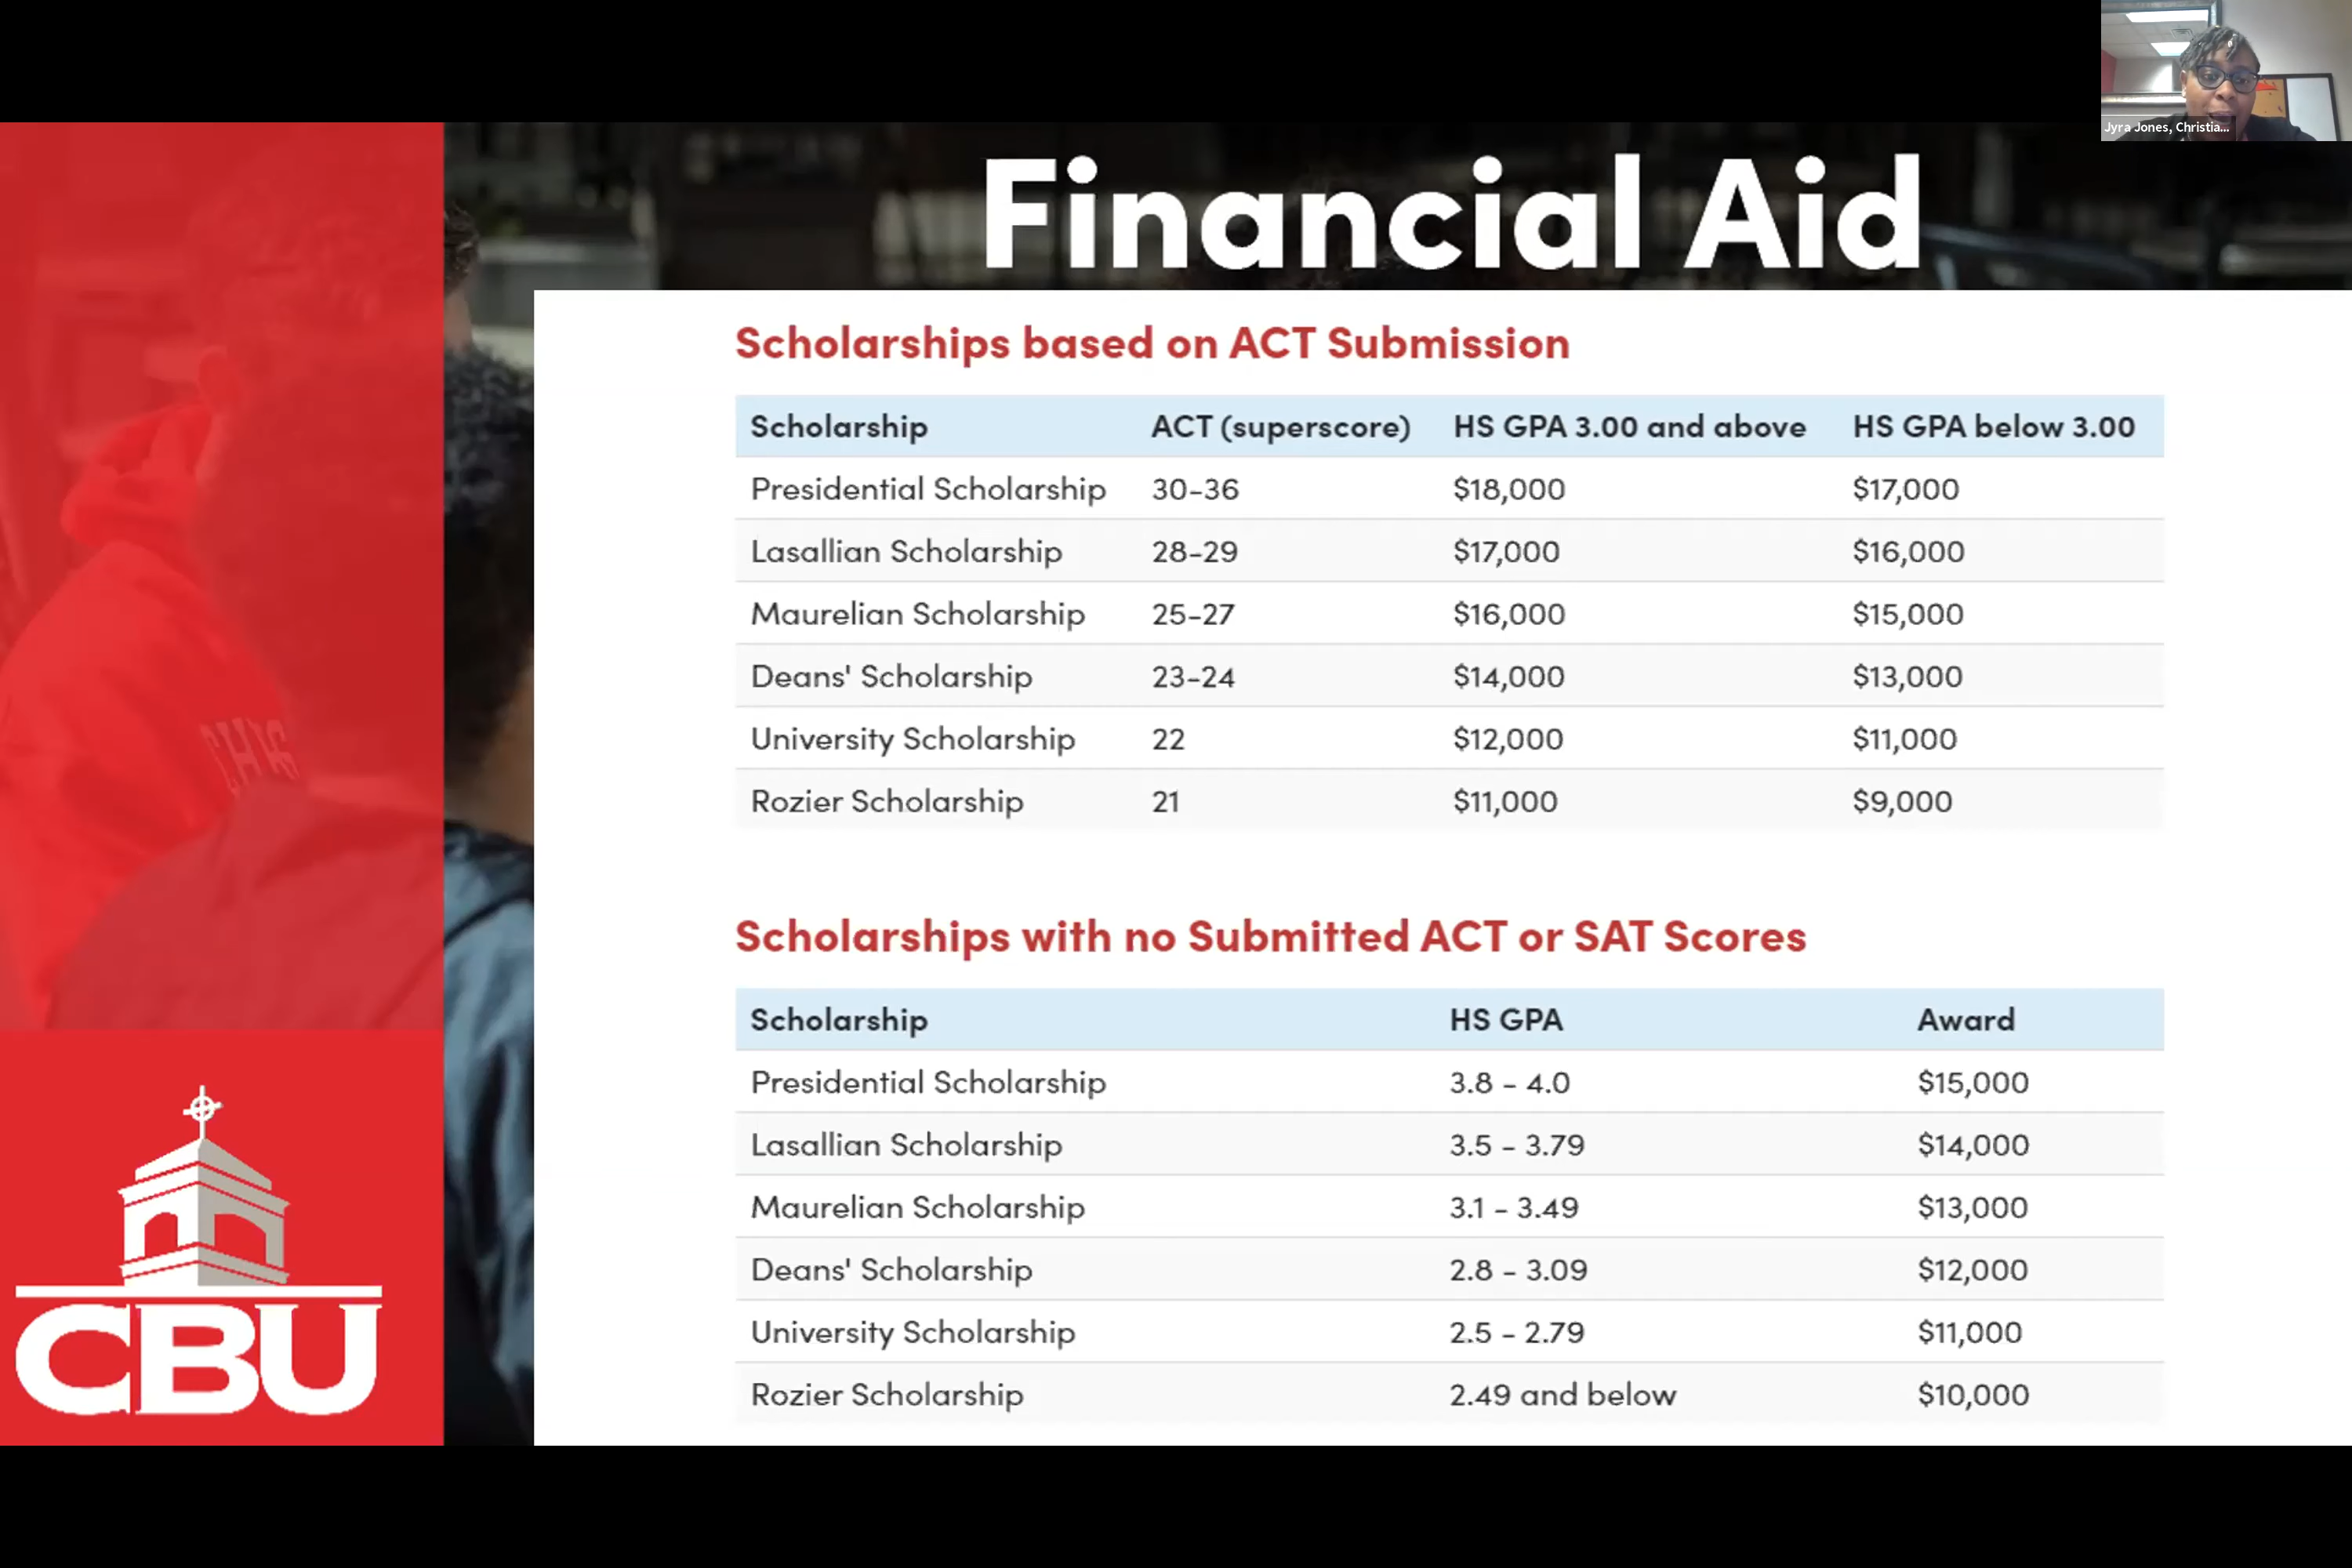 Jyra Jones, Christia...
Financial Aid
Scholarships based on ACT Submission
Scholarship ACT (superscore) HS GPA 3.00 and above HS GPA below 3.00
Presidential Scholarship 30-36 $18,000 $17,000
Lasallian Scholarship 28-29 $17,000 $16,000
Maurelian Scholarship 25-27 $16,000 $15,000
Deans' Scholarship 23-24 $14,000 $13,000
University Scholarship 22 $12,000 $11,000
Rozier Scholarship 21 $11,000 $9,000
Scholarships with no Submitted ACT or SAT Scores
Scholarship HS GPA Award
Presidential Scholarship 3.8 - 4.0 $15,000
Lasallian Scholarship 3.5 - 3.79 $14,000
Maurelian Scholarship 3.1 - 3.49 $13,000
Deans' Scholarship 2.8 - 3.09 $12,000
University Scholarship 2.5 - 2.79 $11,000
Rozier Scholarship 2.49 and below $10,000
CBU